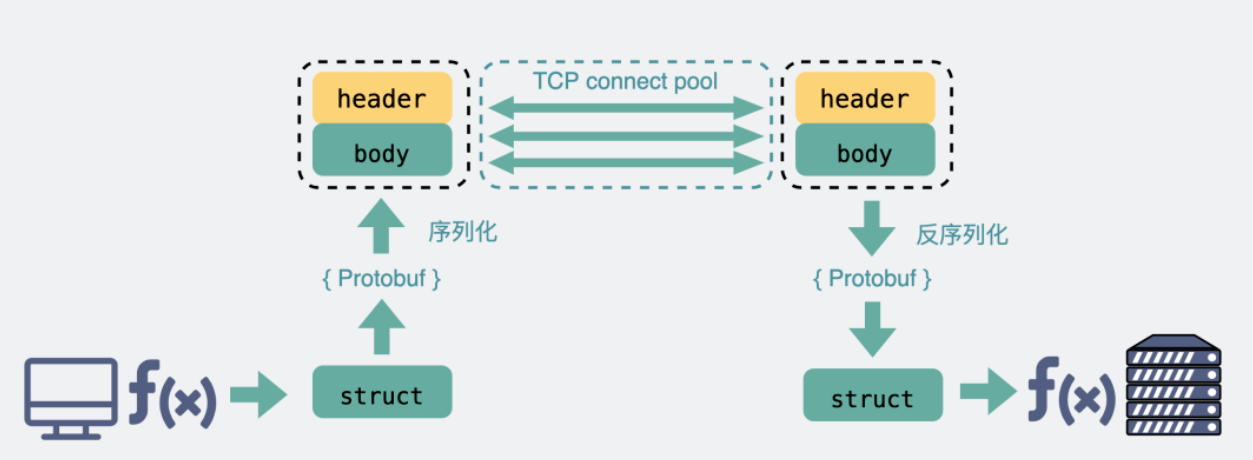 TCP connect pool
header
body
header
body
序列化
反序列化
{ Protobuf }
{ Protobuf }
f(x)
struct
struct
f(x)